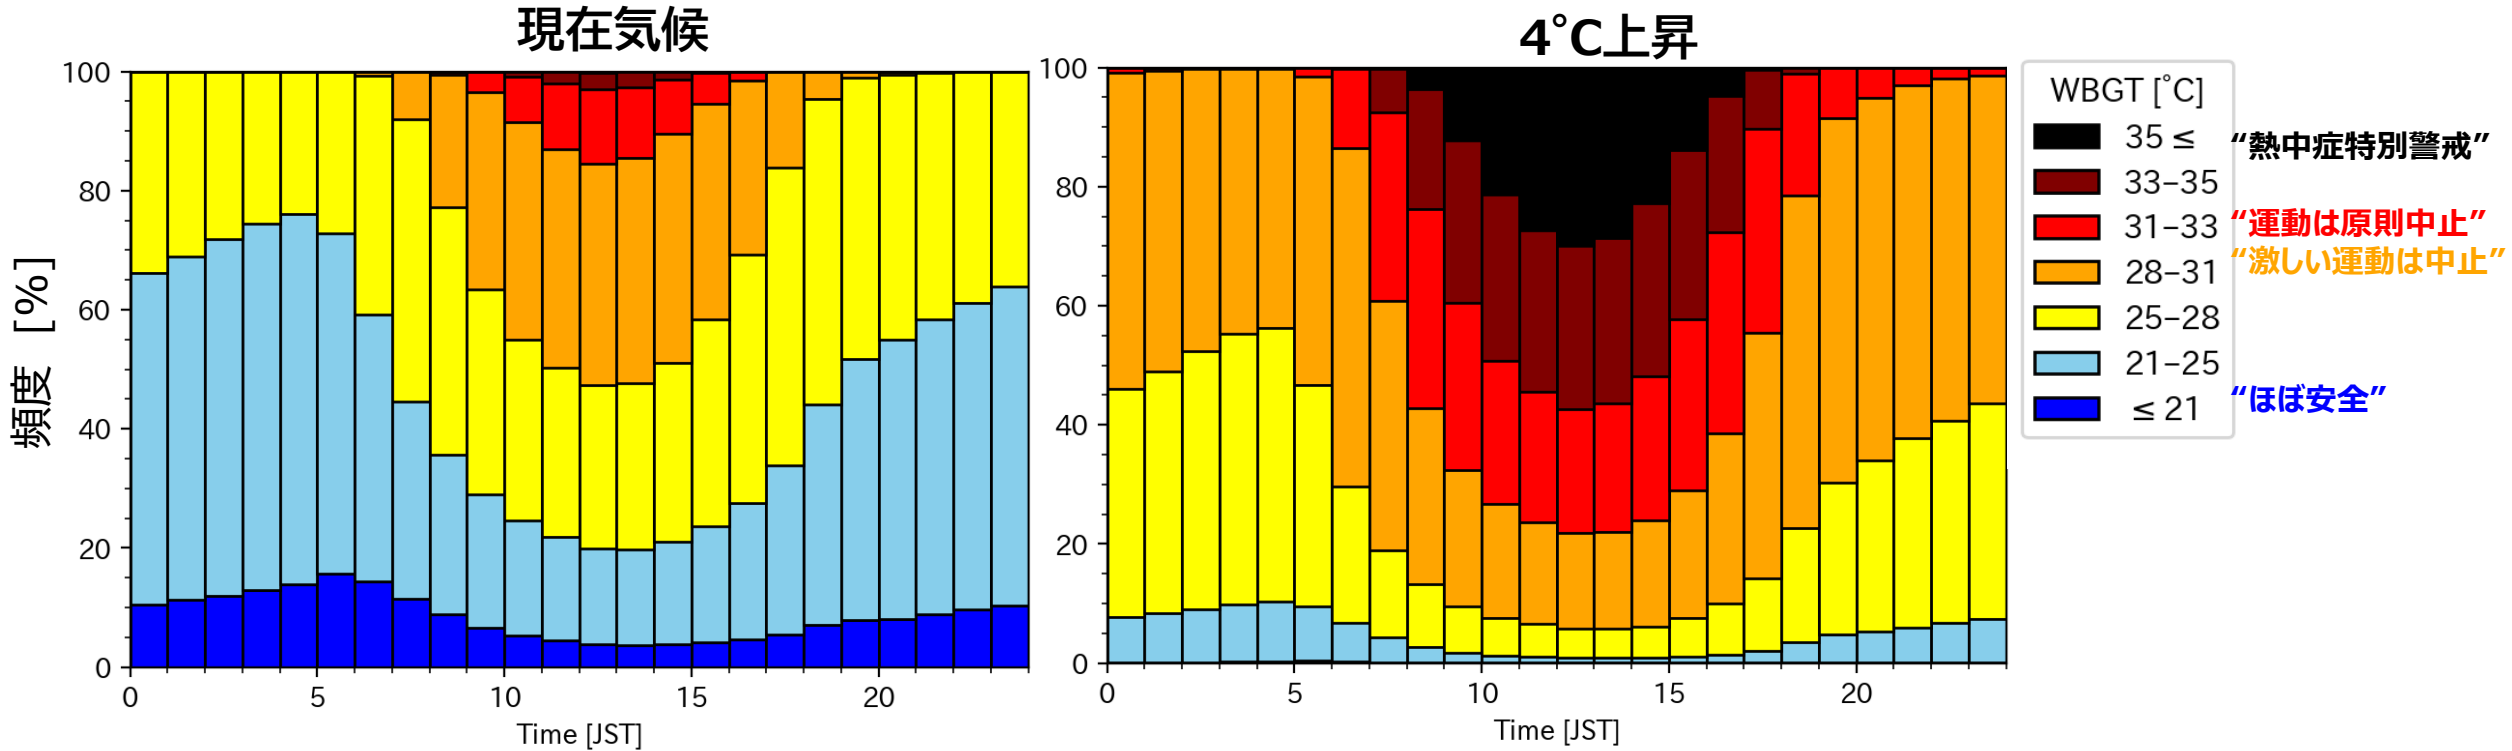 現在気候
4°C上昇
頻度 [%]
100
80
60
40
20
0
0 5 10 15 20
Time [JST]
100
80
60
40
20
0
0 5 10 15 20
Time [JST]
WBGT [°C]
35 ≤ “熱中症特別警戒”
33−35
31−33 “運動は原則中止”
28−31 “激しい運動は中止”
25−28
21−25
≤ 21 “ほぼ安全”